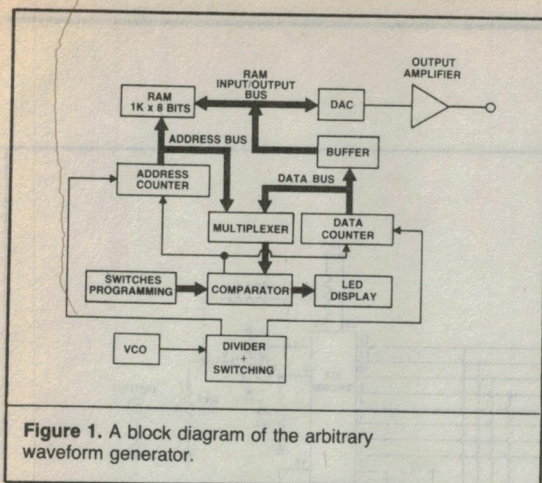 OUTPUT
AMPLIFIER
RAM
INPUT/OUTPUT
BUS
RAM
1K x 8 BITS
DAC
ADDRESS BUS
BUFFER
ADDRESS
COUNTER
DATA BUS
MULTIPLEXER
DATA
COUNTER
SWITCHES
PROGRAMMING
COMPARATOR
LED
DISPLAY
VCO
DIVIDER
+
SWITCHING
Figure 1. A block diagram of the arbitrary
waveform generator.